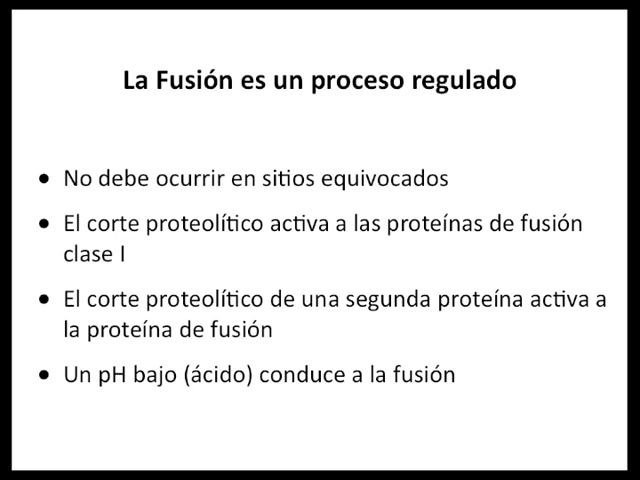 La Fusión es un proceso regulado
• No debe ocurrir en sitios equivocados
• El corte proteolítico activa a las proteínas de fusión
clase I
• El corte proteolítico de una segunda proteína activa a
la proteína de fusión
• Un pH bajo (ácido) conduce a la fusión